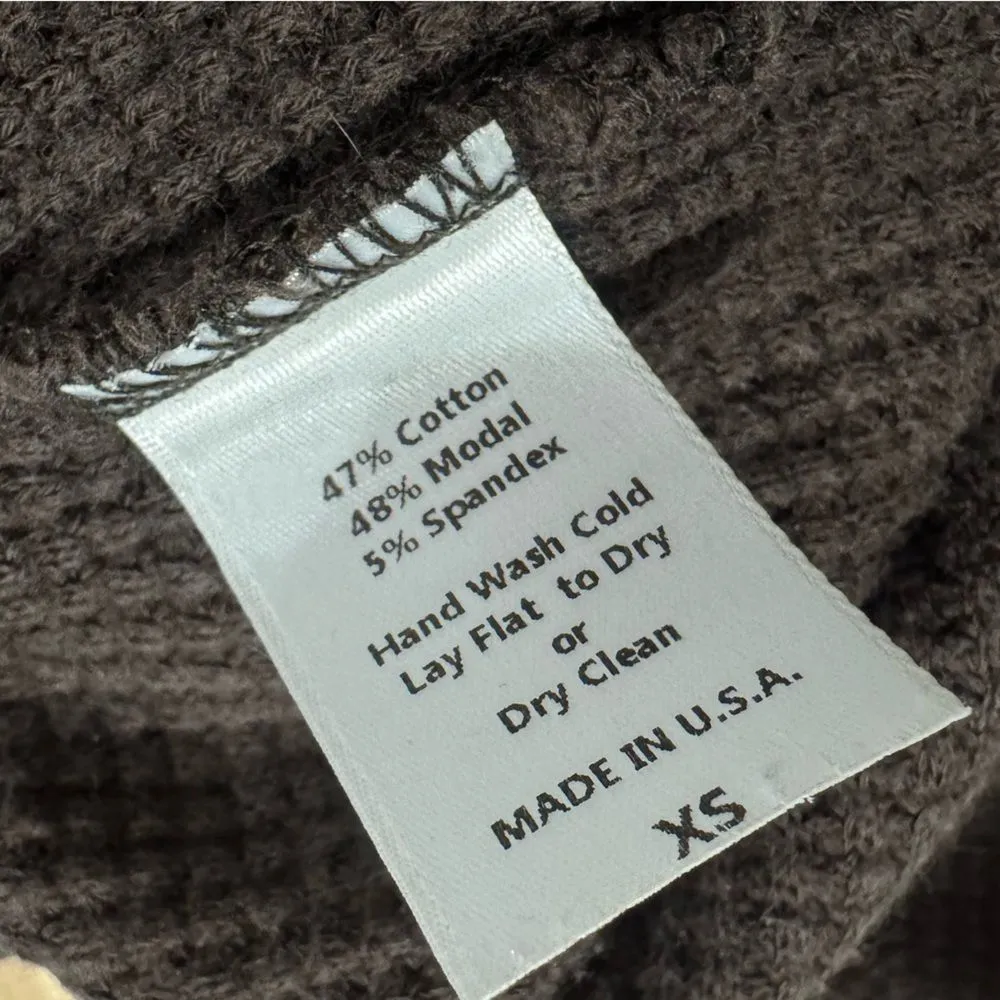 47% Cotton
48% Modal
5% Spandex
Hand Wash Cold
Lay Flat to Dry
or
Dry Clean
MADE IN U.S.A.
XS